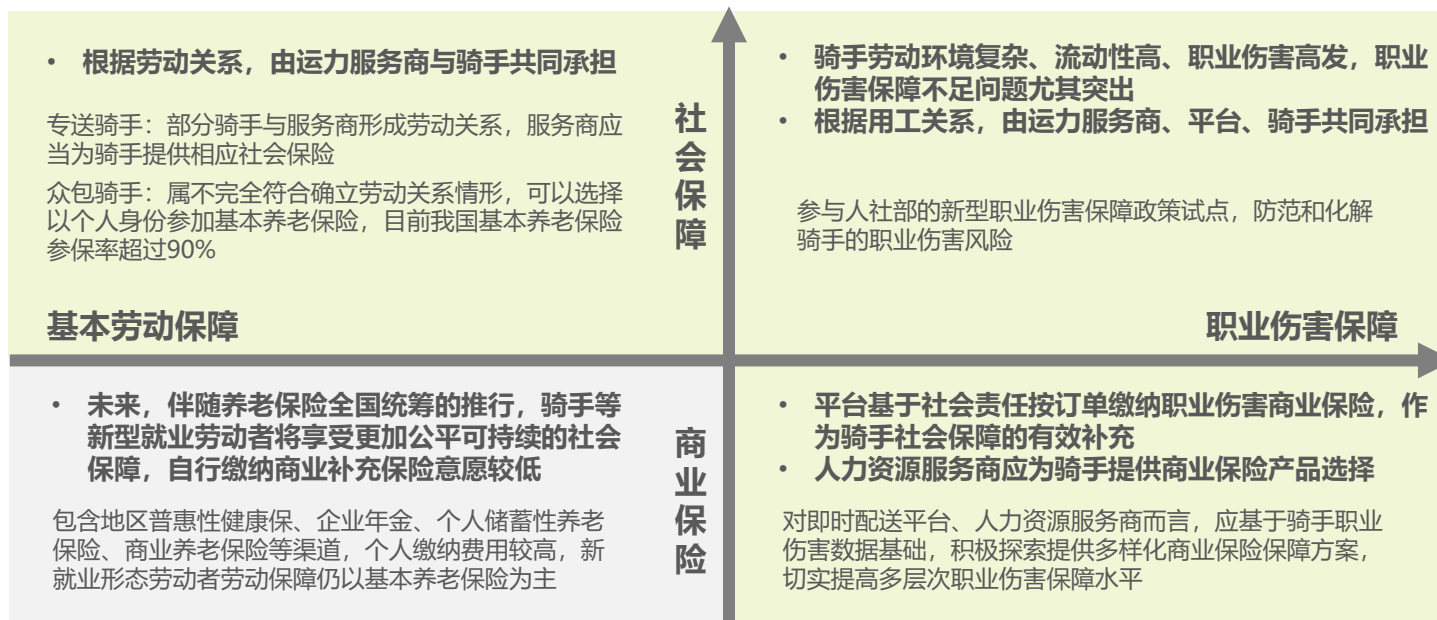 • 根据劳动关系，由运力服务商与骑手共同承担
专送骑手：部分骑手与服务商形成劳动关系，服务商应
当为骑手提供相应社会保险
众包骑手：属不完全符合确立劳动关系情形，可以选择
以个人身份参加基本养老保险，目前我国基本养老保险
参保率超过90%
基本劳动保障
社会保障
• 骑手劳动环境复杂、流动性高、职业伤害高发，职业
伤害保障不足问题尤其突出
• 根据用工关系，由运力服务商、平台、骑手共同承担
参与人社部的新型职业伤害保障政策试点，防范和化解
骑手的职业伤害风险
职业伤害保障
• 未来，伴随养老保险全国统筹的推行，骑手等
新型就业劳动者将享受更加公平可持续的社会
保障，自行缴纳商业补充保险意愿较低
包含地区普惠性健康保、企业年金、个人储蓄性养老
保险、商业养老保险等渠道，个人缴纳费用较高，新
就业形态劳动者劳动保障仍以基本养老保险为主
商业保险
• 平台基于社会责任按订单缴纳职业伤害商业保险，作
为骑手社会保障的有效补充
• 人力资源服务商应为骑手提供商业保险产品选择
对即时配送平台、人力资源服务商而言，应基于骑手职业
伤害数据基础，积极探索提供多样化商业保险保障方案，
切实提高多层次职业伤害保障水平